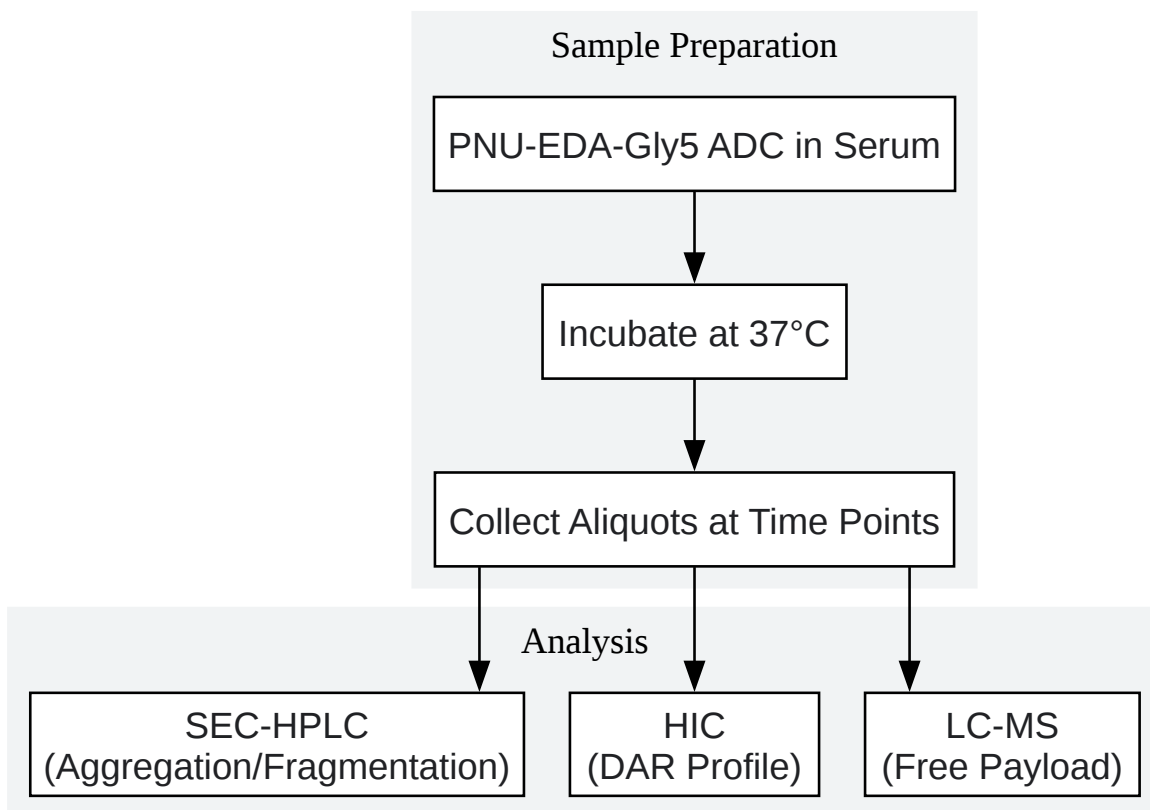 Sample Preparation
PNU-EDA-Gly5 ADC in Serum
Incubate at 37°C
Collect Aliquots at Time Points
Analysis
SEC-HPLC
(Aggregation/Fragmentation)
HIC
(DAR Profile)
LC-MS
(Free Payload)